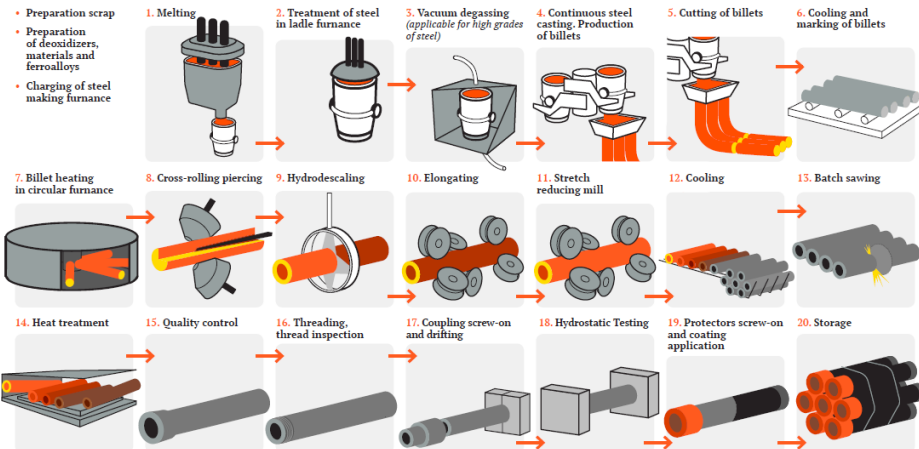 • Preparation scrap
• Preparation
of deoxidizers,
materials and
ferroalloys
• Charging of steel
making furnance
1. Melting
2. Treatment of steel
in ladle furnance
3. Vacuum degassing
(applicable for high grades
of steel)
4. Continuous steel
casting. Production
of billets
5. Cutting of billets
6. Cooling and
marking of billets
7. Billet heating
in circular furnance
8. Cross-rolling piercing
9. Hydrodescaling
10. Elongating
11. Stretch
reducing mill
12. Cooling
13. Batch sawing
14. Heat treatment
15. Quality control
16. Threading,
thread inspection
17. Coupling screw-on
and drifting
18. Hydrostatic Testing
19. Protectors screw-on
and coating
application
20. Storage